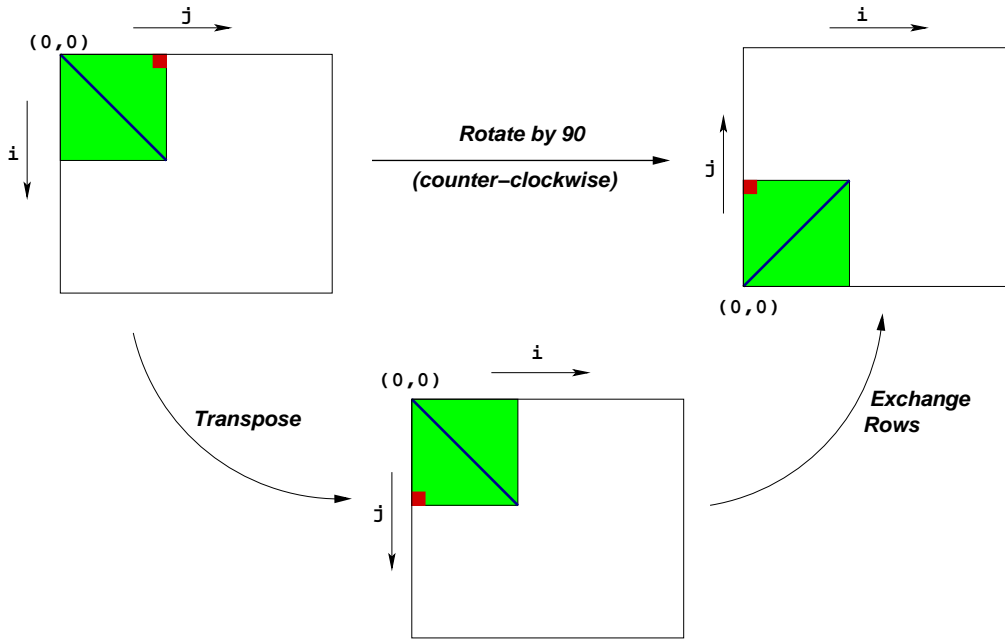 j
(0,0)
i
Rotate by 90
(counter−clockwise)
i
j
(0,0)
Transpose
i
(0,0)
j
Exchange
Rows